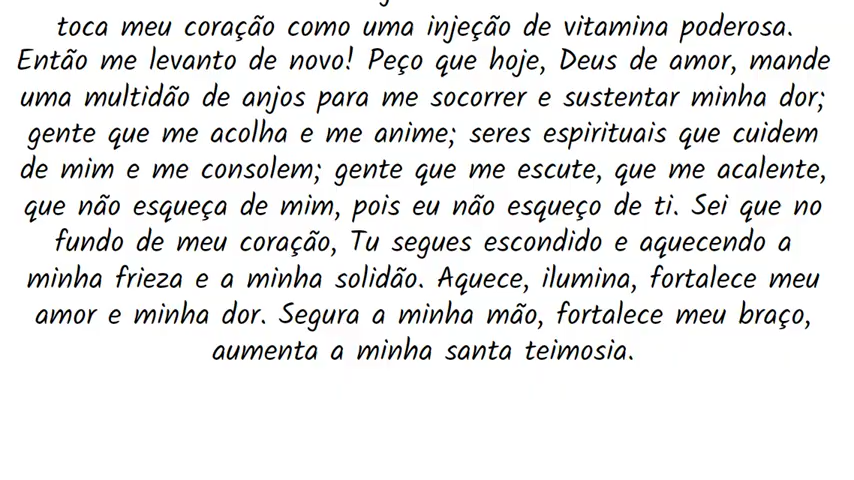 toca meu coração como uma injeção de vitamina poderosa.
Então me levanto de novo! Peço que hoje, Deus de amor, mande
uma multidão de anjos para me socorrer e sustentar minha dor;
gente que me acolha e me anime; seres espirituais que cuidem
de mim e me consolem; gente que me escute, que me acalente,
que não esqueça de mim, pois eu não esqueço de ti. Sei que no
fundo de meu coração, Tu segues escondido e aquecendo a
minha frieza e a minha solidão. Aquece, ilumina, fortalece meu
amor e minha dor. Segura a minha mão, fortalece meu braço,
aumenta a minha santa teimosia.